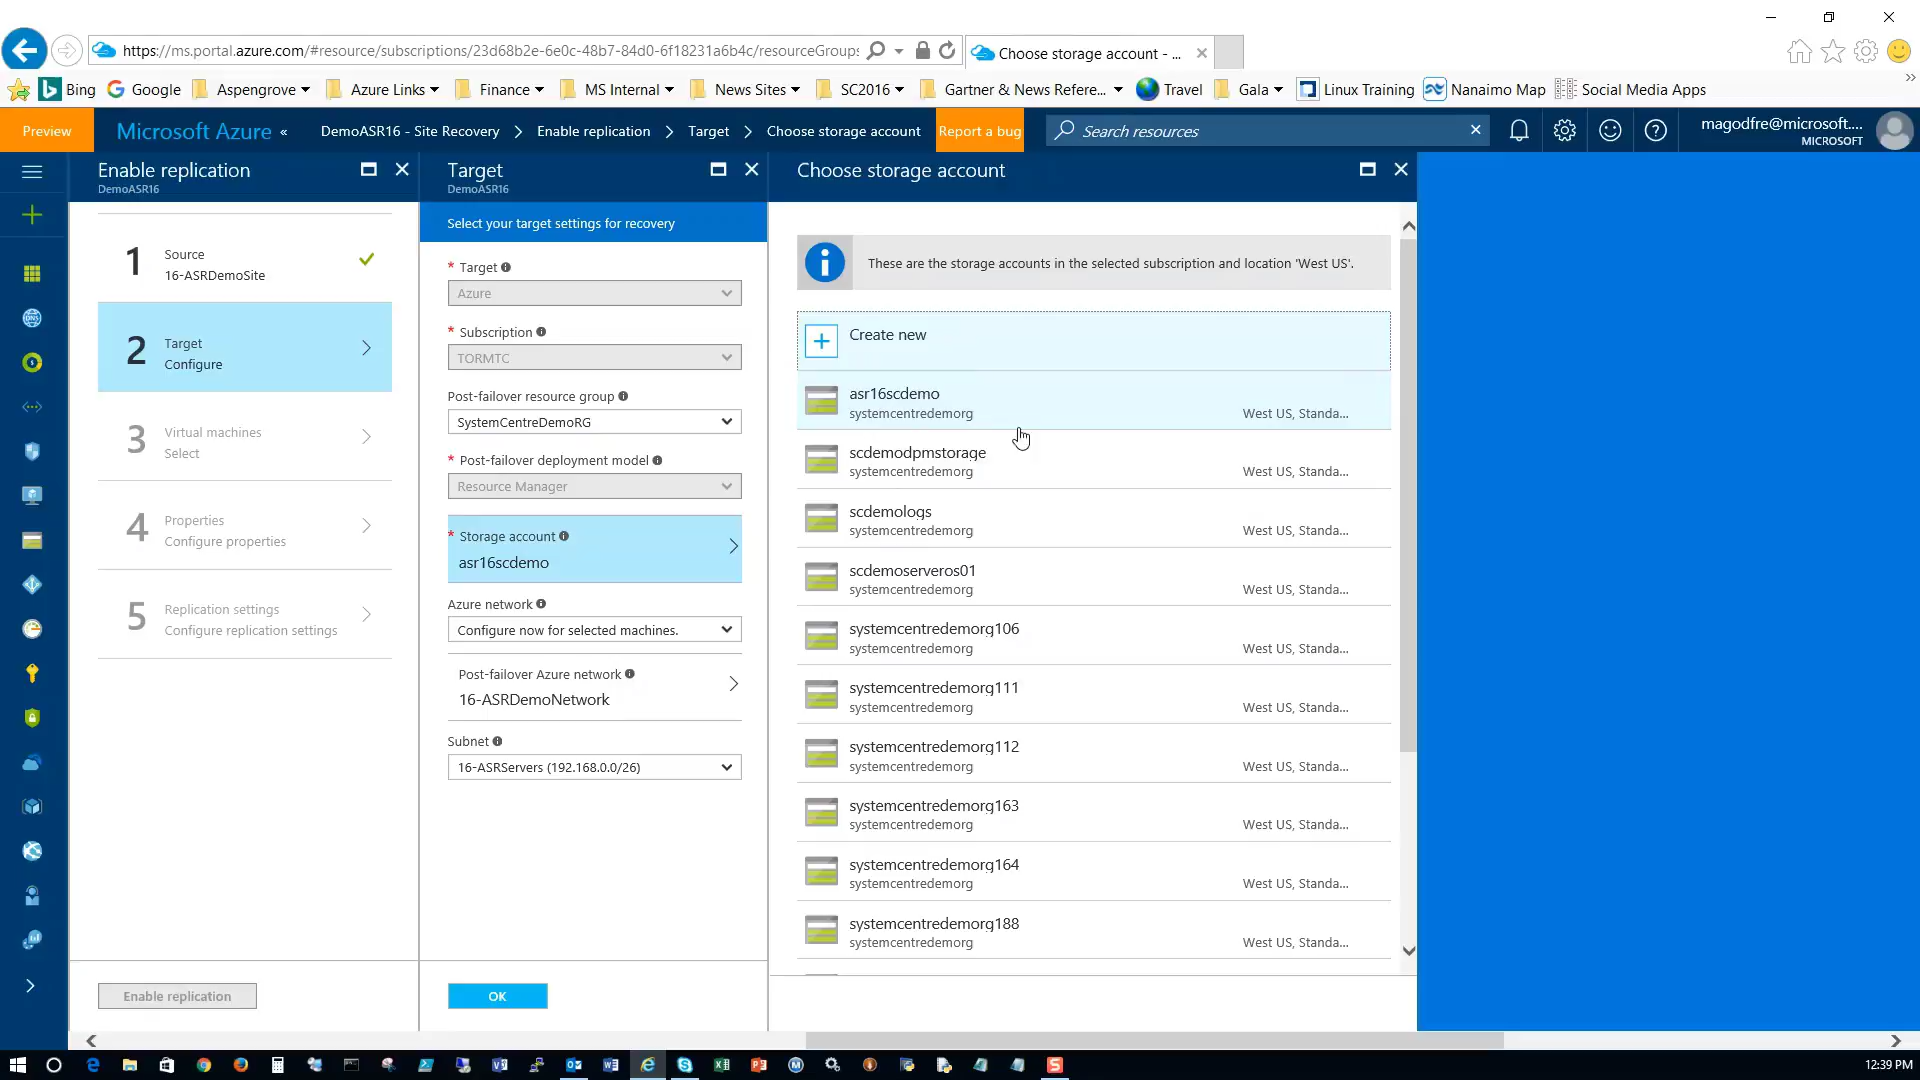 https://ms.portal.azure.com/#resource/subscriptions/23d68b2e-6e0c-48b7-84d0-6f18231a6b4c/resourceGroups
Choose storage account - ...
Bing
Google
Aspengrove
Azure Links
Finance
MS Internal
News Sites
SC2016
Gartner & News Refere...
Travel
Gala
Linux Training
Nanaimo Map
Social Media Apps
Preview
Microsoft Azure «
DemoASR16 - Site Recovery
Enable replication
Target
Choose storage account
Report a bug
Search resources
magodfre@microsoft....
MICROSOFT
Enable replication
DemoASR16
1
Source
16-ASRDemoSite
2
Target
Configure
3
Virtual machines
Select
4
Properties
Configure properties
5
Replication settings
Configure replication settings
Enable replication
Target
DemoASR16
Select your target settings for recovery
* Target
Azure
* Subscription
TORMTC
Post-failover resource group
SystemCentreDemoRG
* Post-failover deployment model
Resource Manager
* Storage account
asr16scdemo
Azure network
Configure now for selected machines.
Post-failover Azure network
16-ASRDemoNetwork
Subnet
16-ASRServers (192.168.0.0/26)
OK
Choose storage account
These are the storage accounts in the selected subscription and location 'West US'.
Create new
asr16scdemo
systemcentredemorg West US, Standa...
scdemodpmstorage
systemcentredemorg West US, Standa...
scdemologs
systemcentredemorg West US, Standa...
scdemoserveros01
systemcentredemorg West US, Standa...
systemcentredemorg106
systemcentredemorg West US, Standa...
systemcentredemorg111
systemcentredemorg West US, Standa...
systemcentredemorg112
systemcentredemorg West US, Standa...
systemcentredemorg163
systemcentredemorg West US, Standa...
systemcentredemorg164
systemcentredemorg West US, Standa...
systemcentredemorg188
systemcentredemorg West US, Standa...
12:39 PM